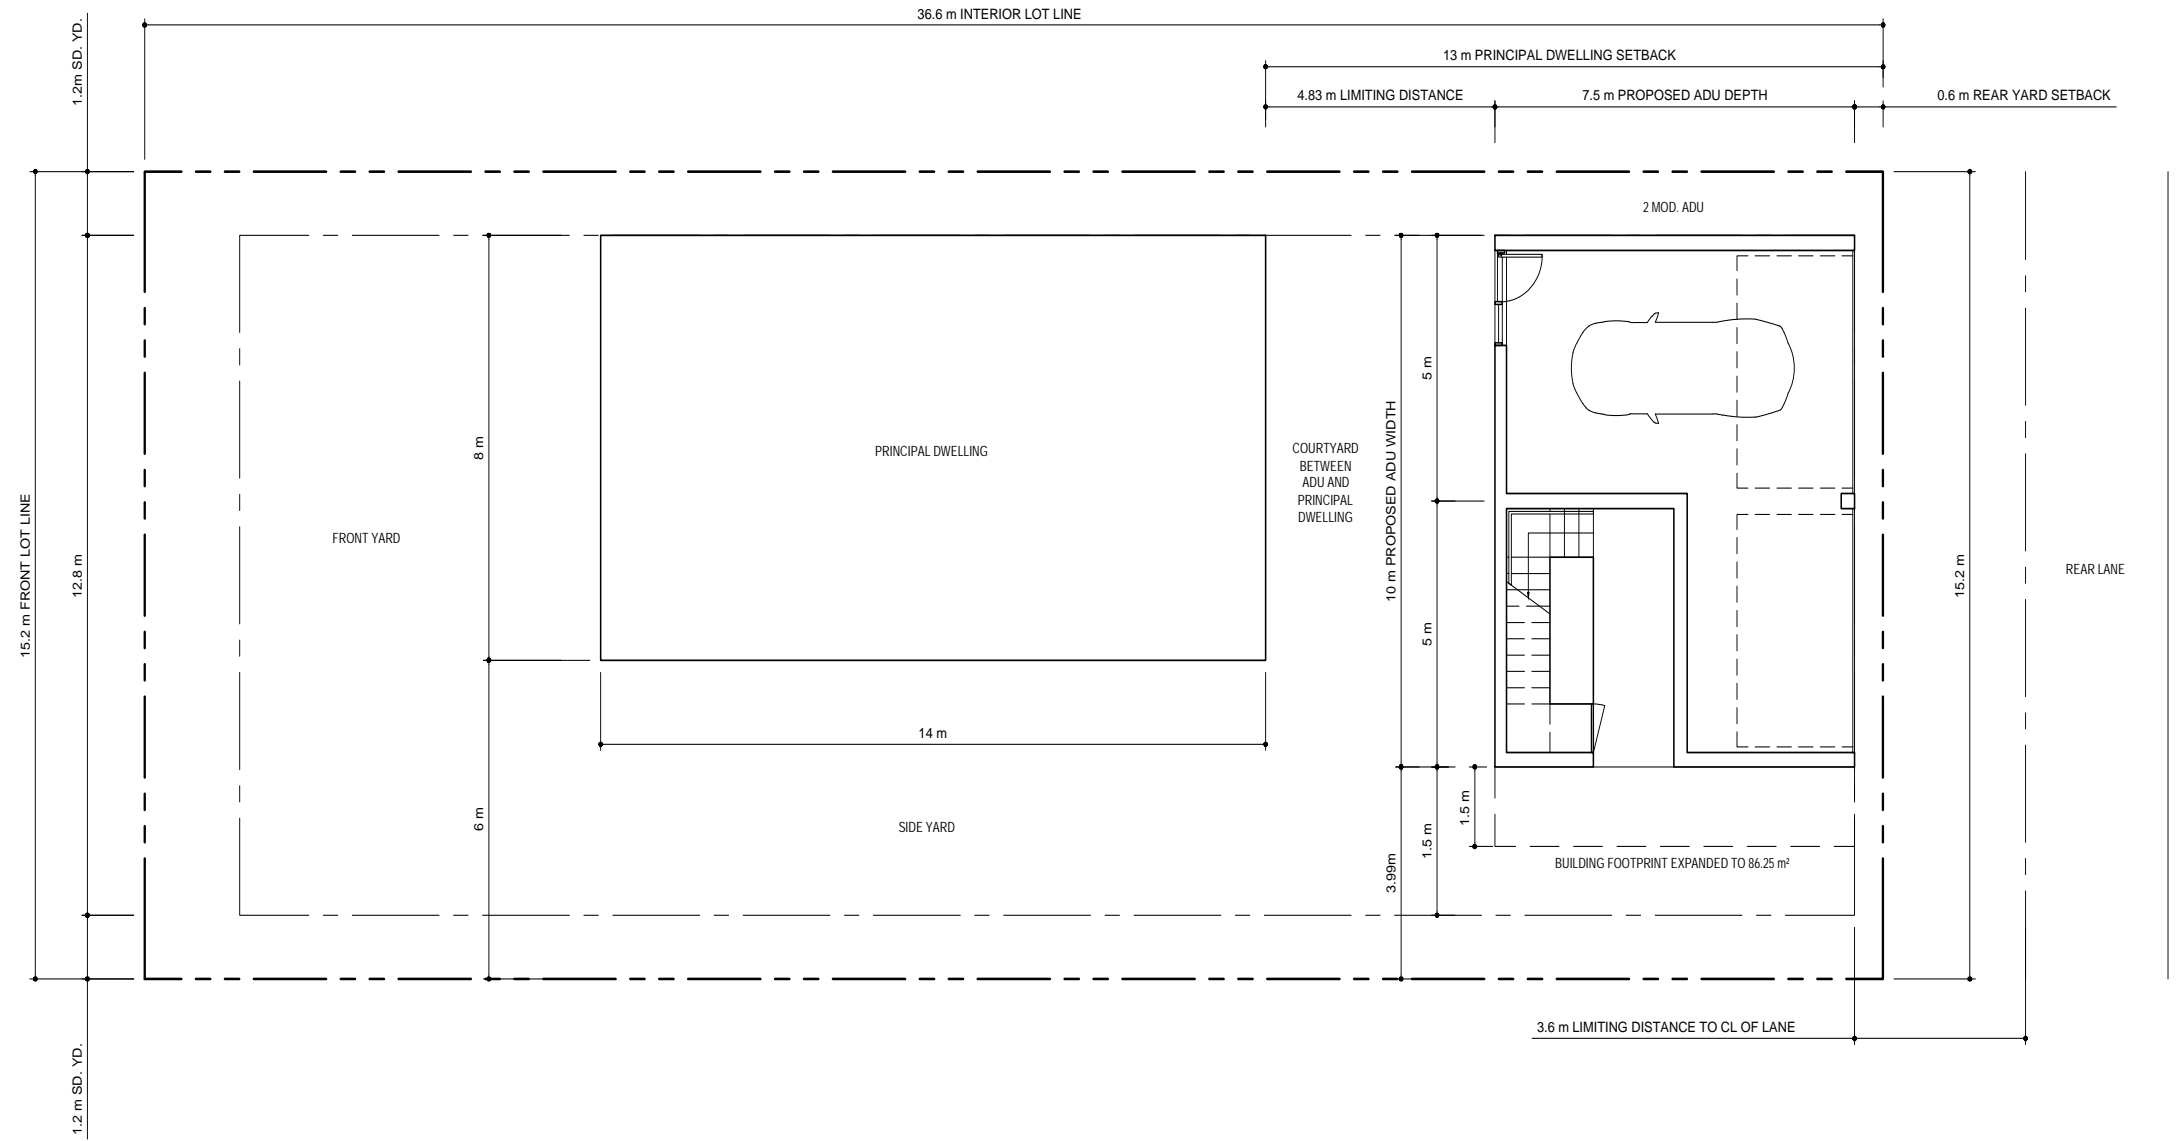 36.6 m INTERIOR LOT LINE
1.2m SD. YD.
13 m PRINCIPAL DWELLING SETBACK
4.83 m LIMITING DISTANCE
7.5 m PROPOSED ADU DEPTH
0.6 m REAR YARD SETBACK
2 MOD. ADU
15.2 m FRONT LOT LINE
12.8 m
FRONT YARD
8 m
PRINCIPAL DWELLING
COURTYARD
BETWEEN
ADU AND
PRINCIPAL
DWELLING
10 m PROPOSED ADU WIDTH
5 m
5 m
15.2 m
REAR LANE
14 m
6 m
SIDE YARD
3.99m
1.5 m
1.5 m
BUILDING FOOTPRINT EXPANDED TO 86.25 m²
3.6 m LIMITING DISTANCE TO CL OF LANE
1.2 m SD. YD.